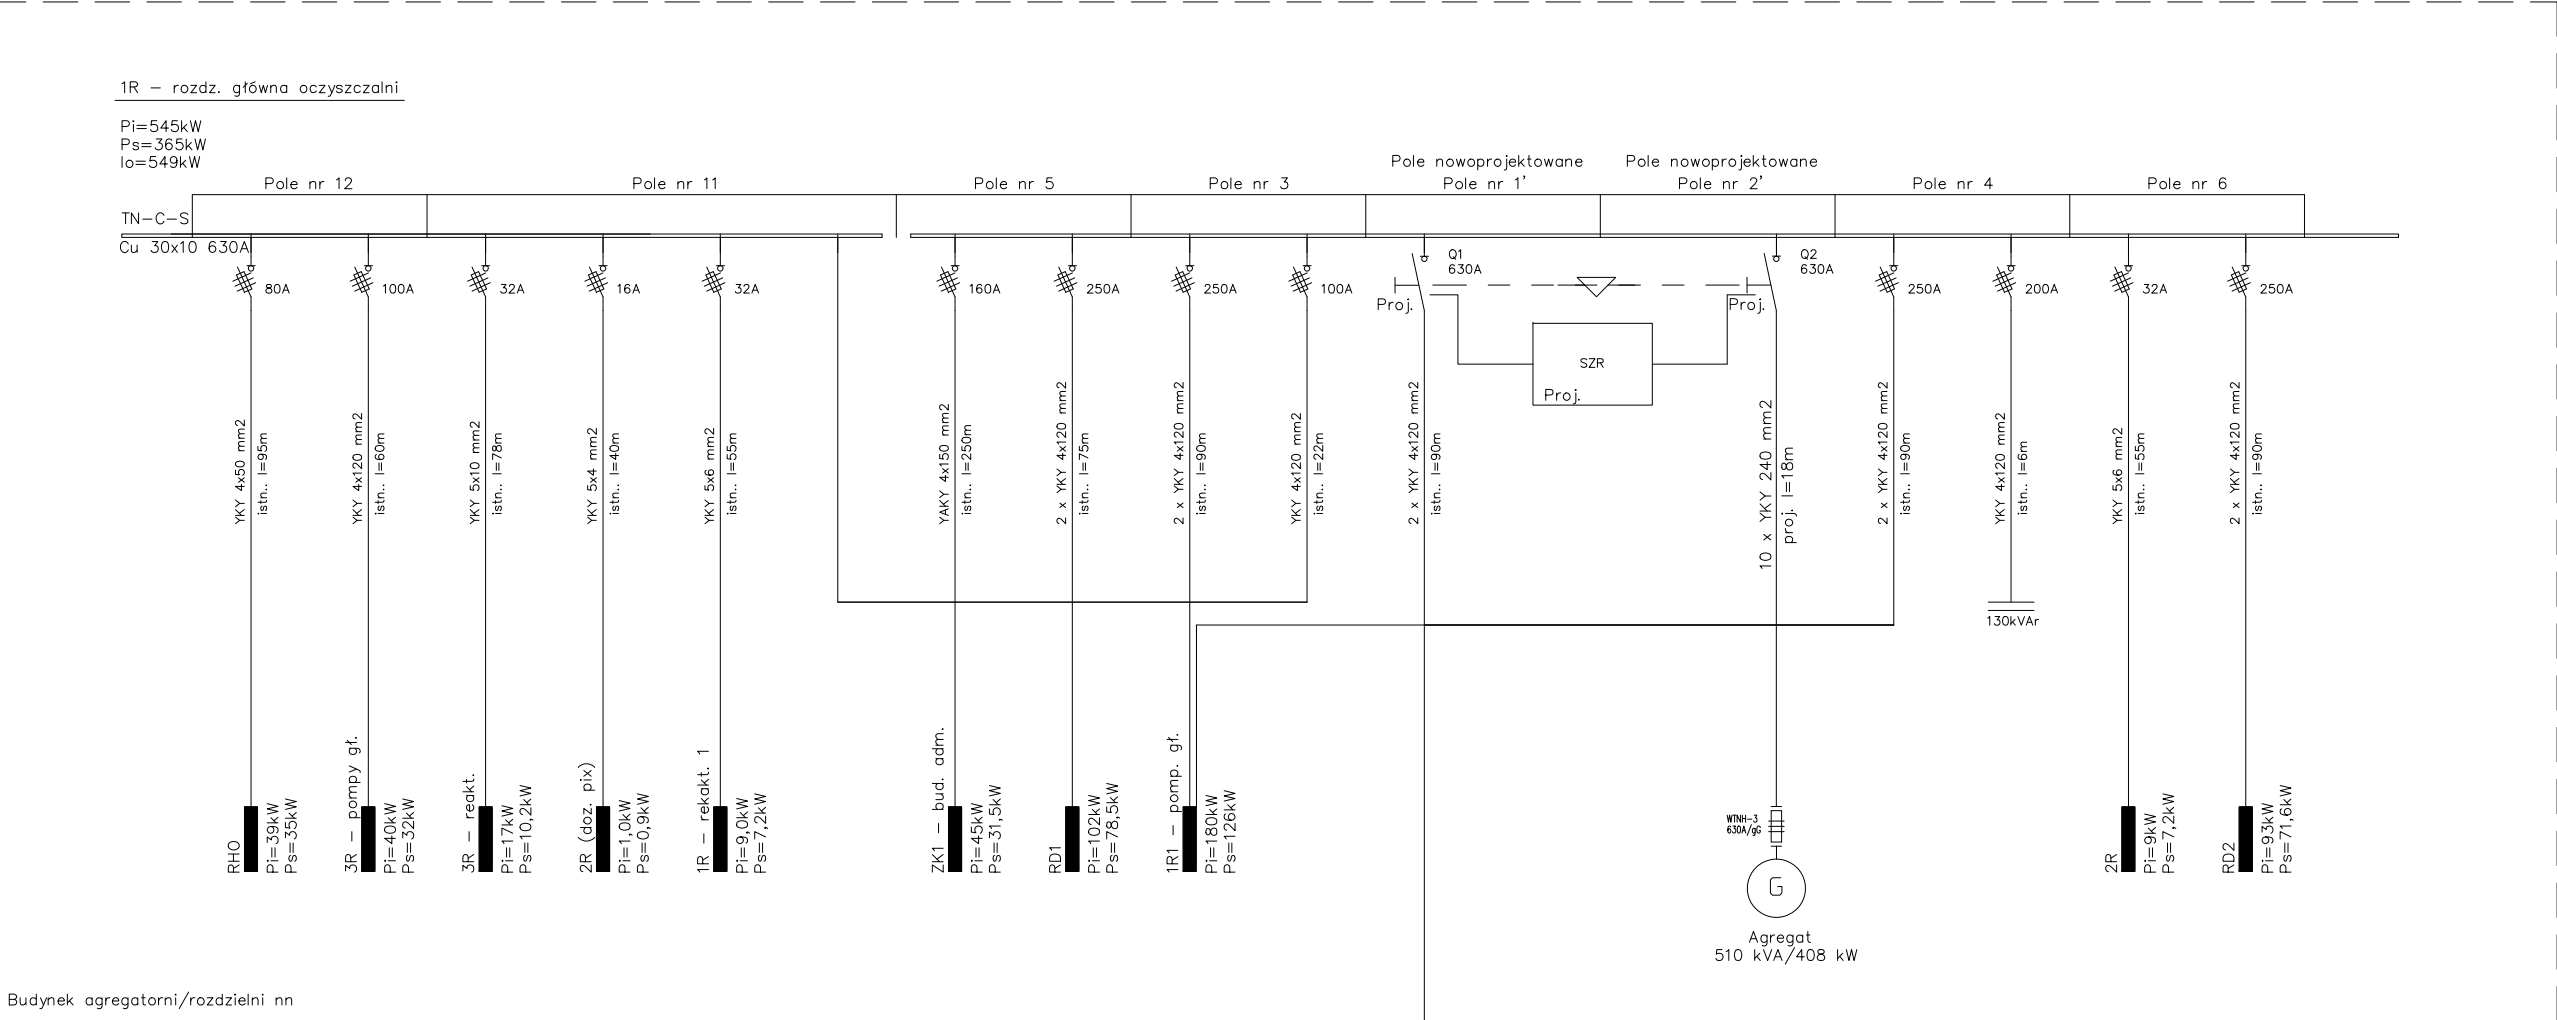 1R – rozdz. główna oczyszczalni
Pi=545kW
Ps=365kW
Io=549kW
Pole nowoprojektowane
Pole nowoprojektowane
Pole nr 12
Pole nr 11
Pole nr 5
Pole nr 3
Pole nr 1'
Pole nr 2'
Pole nr 4
Pole nr 6
TN–C–S
Cu 30x10 630A
80A
100A
32A
16A
32A
160A
250A
250A
100A
Q1
630A
Proj.
Q2
630A
Proj.
250A
200A
32A
250A
SZR
Proj.
YKY 4x50 mm2
istn.. l=95m
YKY 4x120 mm2
istn.. l=60m
YKY 5x10 mm2
istn.. l=78m
YKY 5x4 mm2
istn.. l=40m
YKY 5x6 mm2
istn.. l=55m
YAKY 4x150 mm2
istn.. l=250m
2 x YKY 4x120 mm2
istn.. l=75m
2 x YKY 4x120 mm2
istn.. l=90m
YKY 4x120 mm2
istn.. l=22m
2 x YKY 4x120 mm2
istn.. l=90m
10 x YKY 240 mm2
proj. l=18m
2 x YKY 4x120 mm2
istn.. l=90m
YKY 4x120 mm2
istn.. l=6m
YKY 5x6 mm2
istn.. l=55m
2 x YKY 4x120 mm2
istn.. l=90m
130kVAr
RHO
Pi=39kW
Ps=35kW
3R – pompy gł.
Pi=40kW
Ps=32kW
3R – reakt.
Pi=17kW
Ps=10,2kW
2R (doz. pix)
Pi=1,0kW
Ps=0,9kW
1R – rekakt. 1
Pi=9,0kW
Ps=7,2kW
ZK1 – bud. adm.
Pi=45kW
Ps=31,5kW
RD1
Pi=102kW
Ps=78,5kW
1R1 – pomp. gł.
Pi=180kW
Ps=126kW
WTNH-3
630A/gG
G
Agregat
510 kVA/408 kW
2R
Pi=9kW
Ps=7,2kW
RD2
Pi=93kW
Ps=71,6kW
Budynek agregatorni/rozdzielni nn